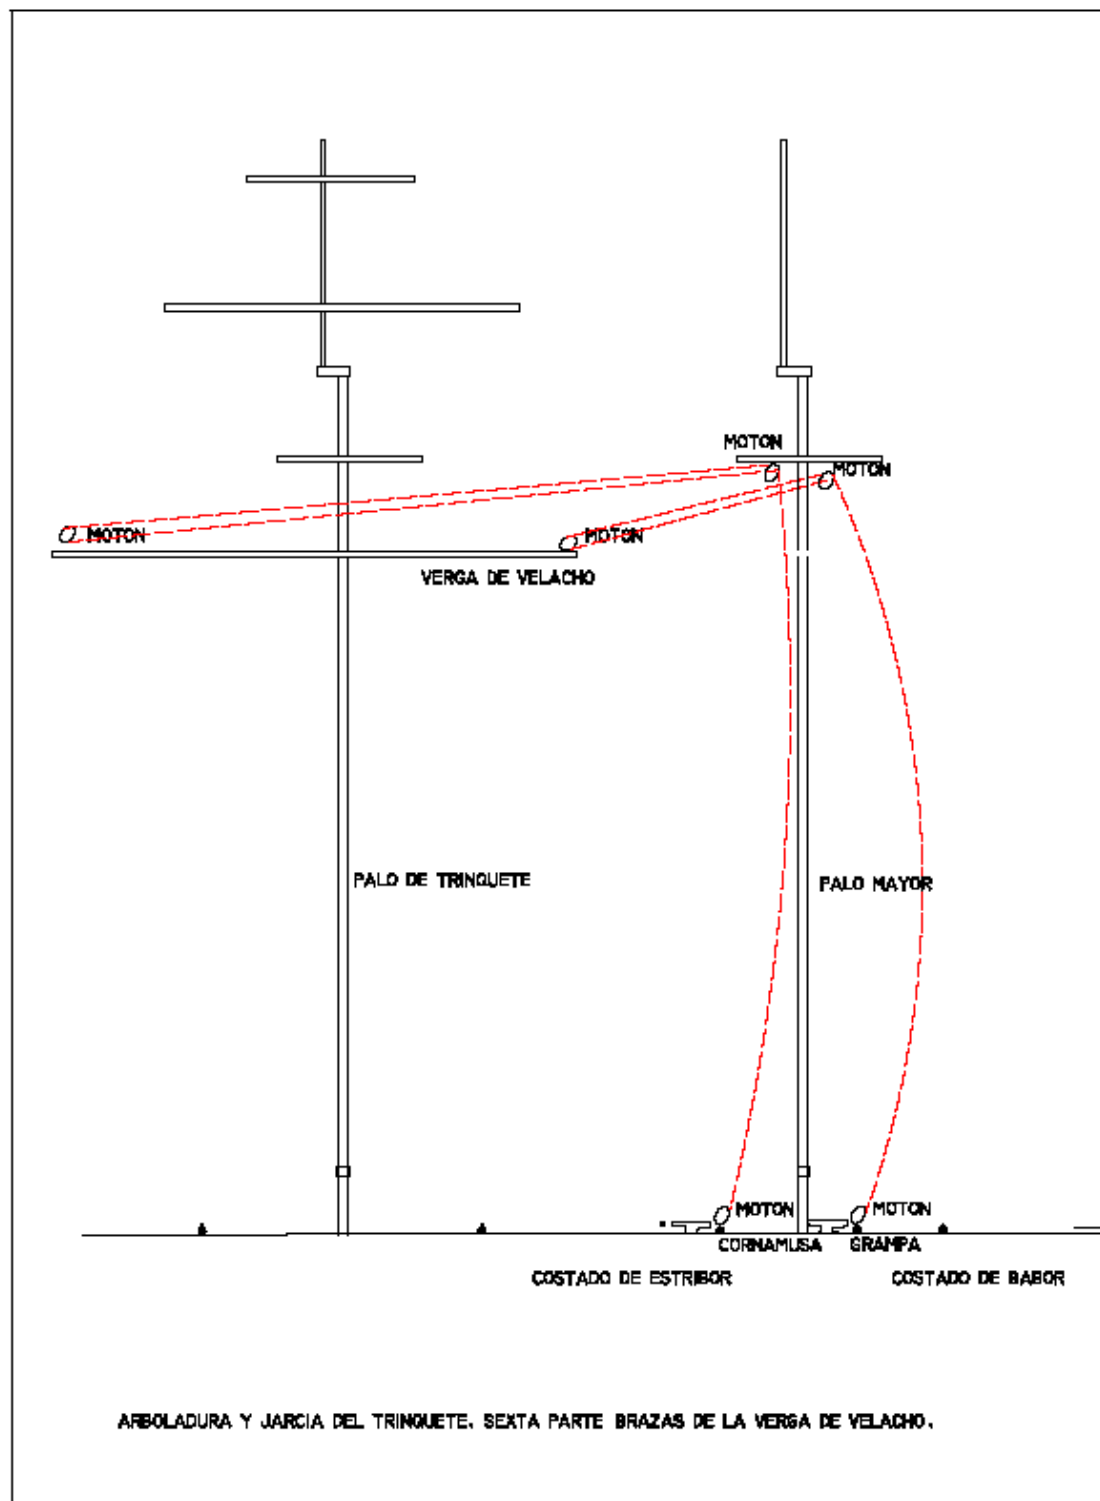 MOTON
MOTON
MOTON
MOTON
VERGA DE VELACHO
PALO DE TRINQUETE
PALO MAYOR
MOTON
MOTON
CORNAMUSA
GRAMPA
COSTADO DE ESTRIBOR
COSTADO DE BABOR
ARBOLADURA Y JARCIA DEL TRINQUETE. SEXTA PARTE BRAZAS DE LA VERGA DE VELACHO.